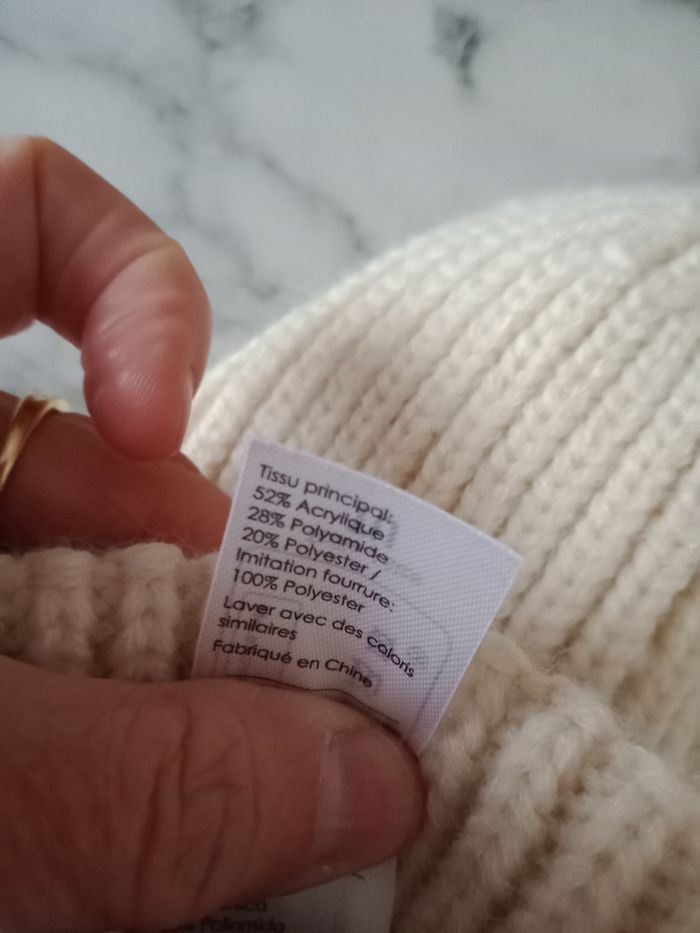 Tissu principal:
52% Acrylique
28% Polyamide
20% Polyester /
Imitation fourrure:
100% Polyester
Laver avec des coloris
similaires
Fabriqué en Chine
Poliamida